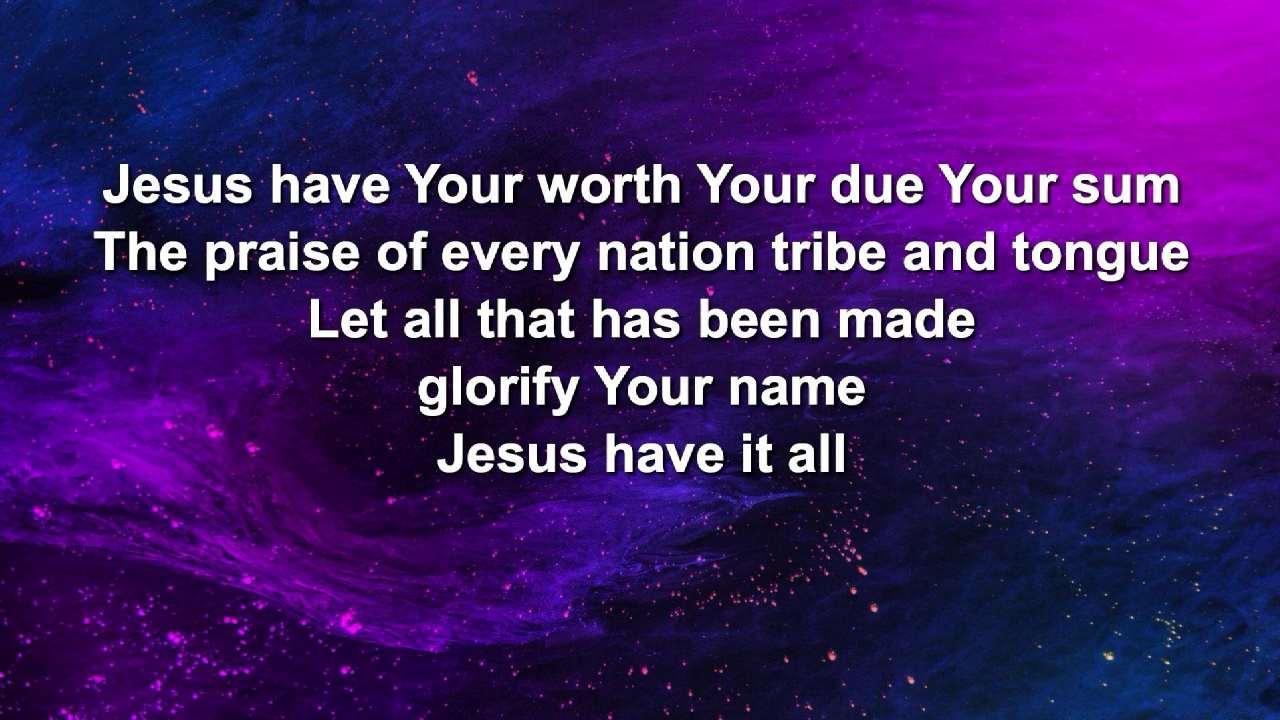 Jesus have Your worth Your due Your sum
The praise of every nation tribe and tongue
Let all that has been made
glorify Your name
Jesus have it all